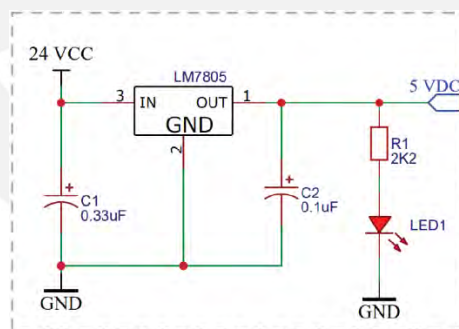 24 VCC
LM7805
3 IN OUT 1
GND
2
5 VDC
R1
2K2
C1
0.33uF
C2
0.1uF
LED1
GND
GND